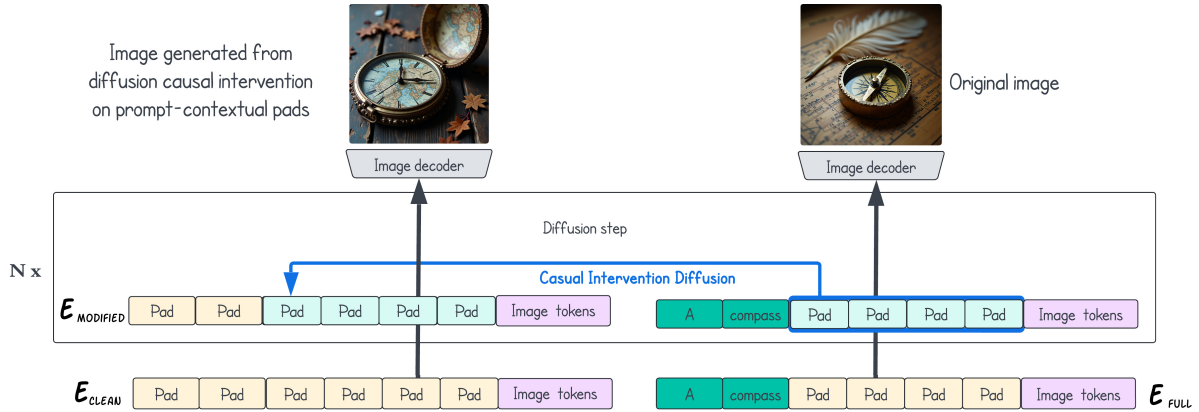 Image generated from
diffusion causal intervention
on prompt-contextual pads
Original image
Image decoder
Image decoder
Diffusion step
N x
Casual Intervention Diffusion
E MODIFIED Pad Pad Pad Pad Pad Pad Image tokens
A compass Pad Pad Pad Pad Image tokens
E CLEAN Pad Pad Pad Pad Pad Pad Image tokens
A compass Pad Pad Pad Pad Image tokens E FULL